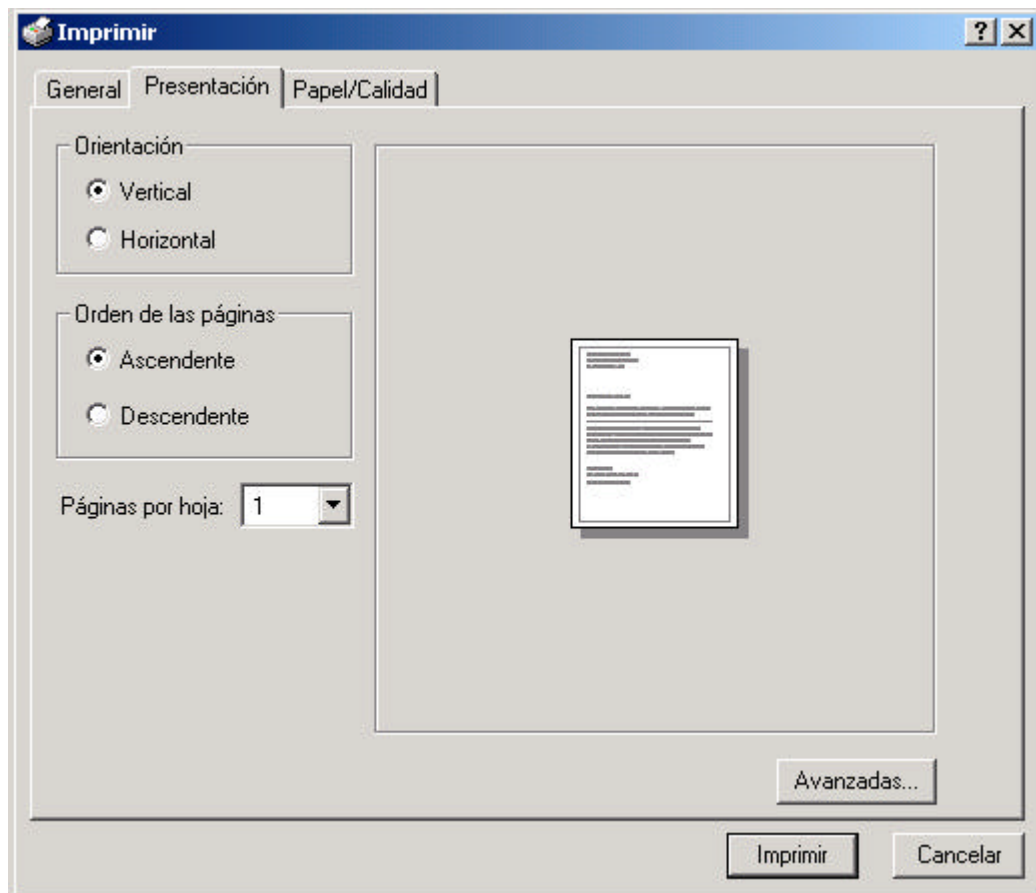 Imprimir
General Presentación Papel/Calidad
Orientación
Vertical
Horizontal
Orden de las páginas
Ascendente
Descendente
Páginas por hoja: 1
Avanzadas...
Imprimir Cancelar